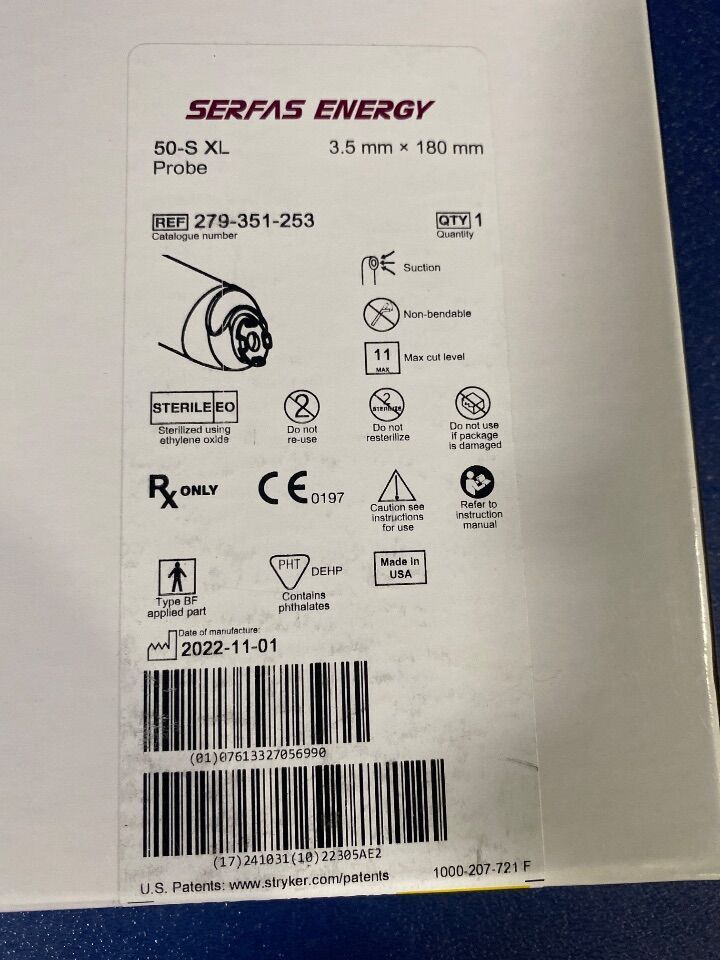 SERFAS ENERGY
50-S XL 3.5 mm × 180 mm
Probe
REF 279-351-253 QTY 1
Catalogue number Quantity
Suction
Non-bendable
11 Max cut level
MAX
STERILE EO 2 2 STERILIZE
Sterilized using ethylene oxide
Do not re-use
Do not resterilize
Do not use if package is damaged
Rx ONLY CE 0197
Caution see instructions for use
Refer to instruction manual
Type BF applied part
PHT DEHP
Contains phthalates
Made in USA
Date of manufacture:
2022-11-01
(01)07613327056990
(17)241031(10)22305AE2
U.S. Patents: www.stryker.com/patents 1000-207-721 F